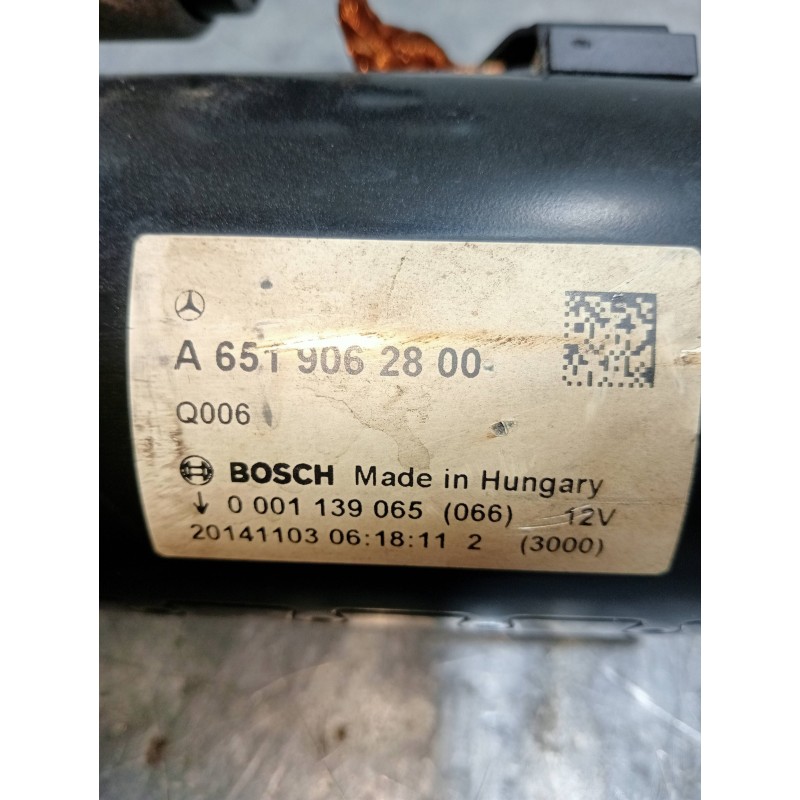 A 651 906 28 00
Q006
BOSCH Made in Hungary
↓ 0 001 139 065 (066) 12V
20141103 06:18:11 2 (3000)